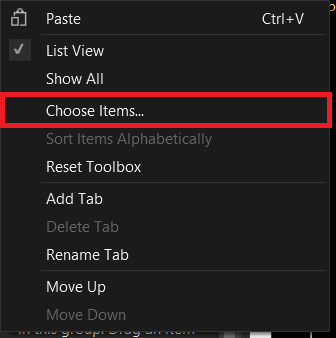 Paste Ctrl+V
List View
Show All
Choose Items...
Sort Items Alphabetically
Reset Toolbox
Add Tab
Delete Tab
Rename Tab
Move Up
Move Down
in this group. Drag an item